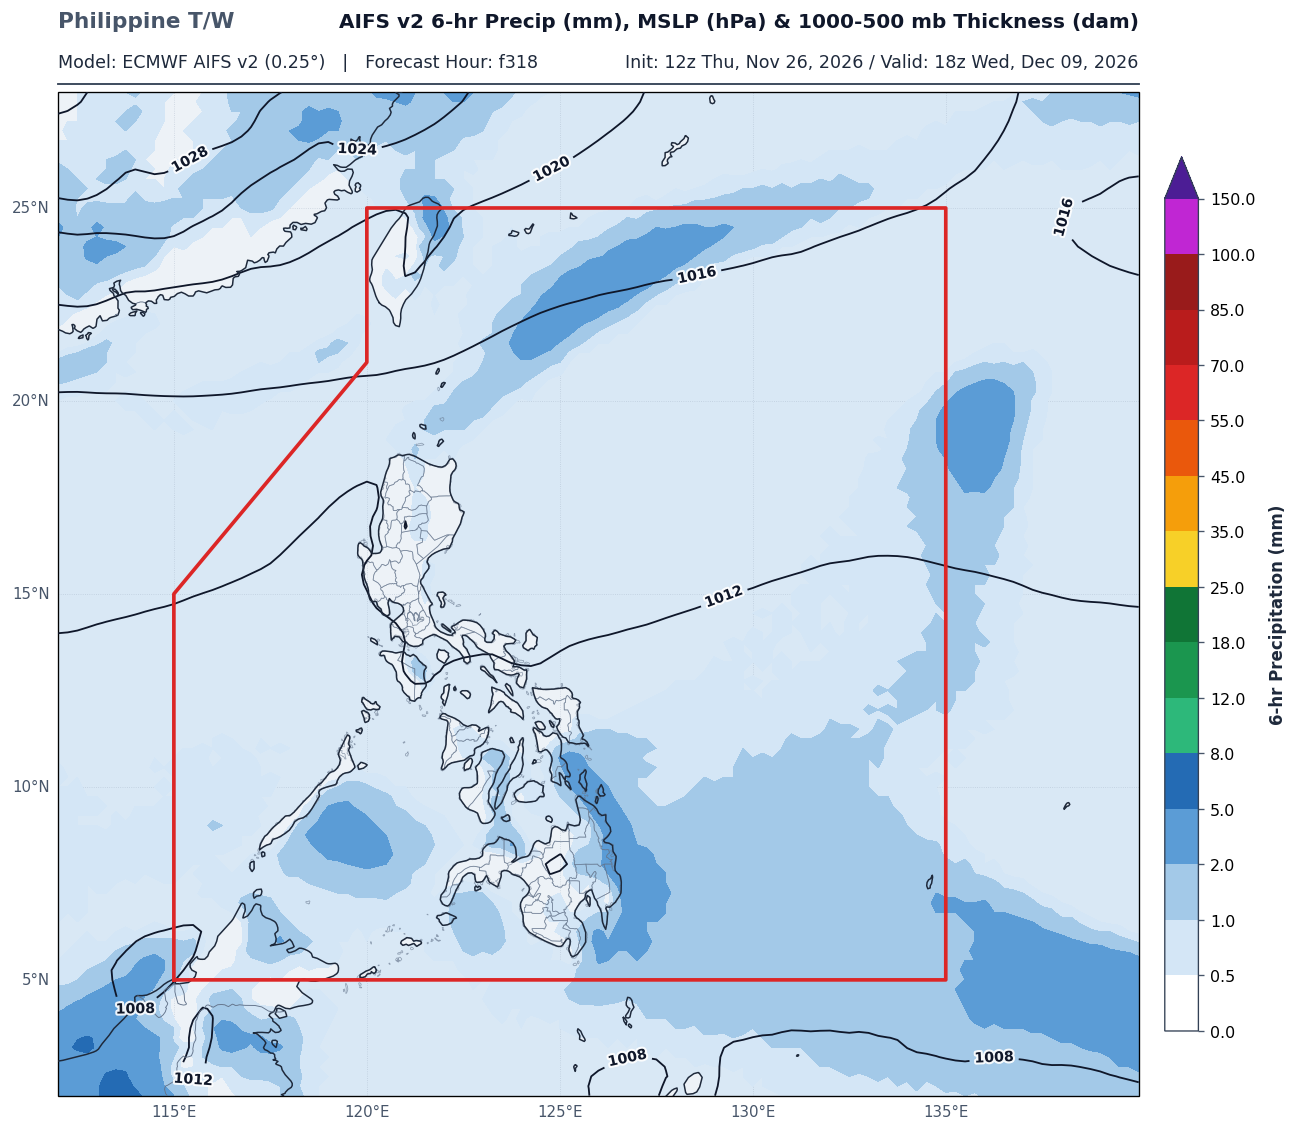 Philippine T/W
AIFS v2 6-hr Precip (mm), MSLP (hPa) & 1000-500 mb Thickness (dam)
Model: ECMWF AIFS v2 (0.25°) | Forecast Hour: f318
Init: 12z Thu, Nov 26, 2026 / Valid: 18z Wed, Dec 09, 2026
1028
1024
1020
1016
1016
1012
1008
1012
1008
1008
25°N
20°N
15°N
10°N
5°N
115°E
120°E
125°E
130°E
135°E
150.0
100.0
85.0
70.0
55.0
45.0
35.0
25.0
18.0
12.0
8.0
5.0
2.0
1.0
0.5
0.0
6-hr Precipitation (mm)